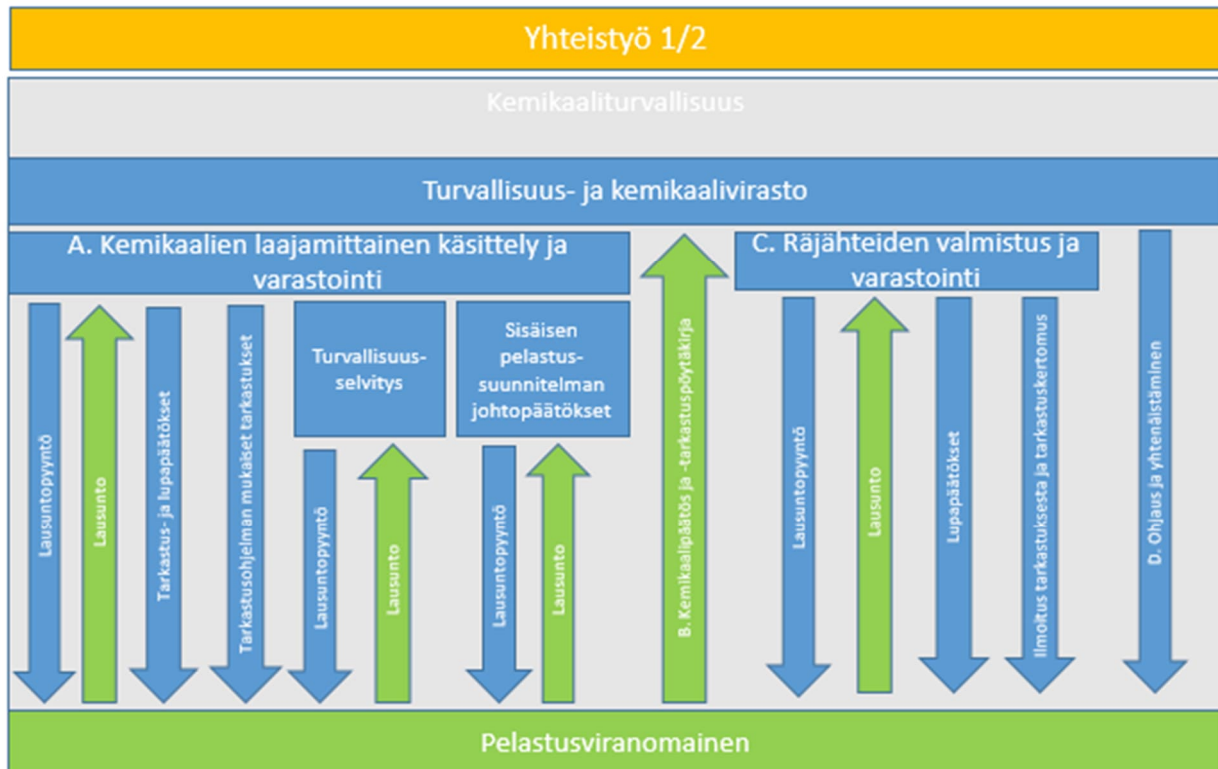 Yhteistyö 1/2
Kemikaaliturvallisuus
Turvallisuus- ja kemikaalivirasto
A. Kemikaalien laajamittainen käsittely ja
varastointi
C. Räjähteiden valmistus ja
varastointi
Lausuntopyyntö
Lausunto
Tarkastus- ja lupapäätökset
Tarkastusohjelman mukaiset tarkastukset
Turvallisuus-
selvitys
Lausuntopyyntö
Lausunto
Sisäisen
pelastus-
suunnitelman
johtopäätökset
Lausuntopyyntö
Lausunto
B. Kemikaalipäätös ja -tarkastuspöytäkirja
Lausuntopyyntö
Lausunto
Lupapäätökset
Ilmoitus tarkastuksesta ja tarkastuskertomus
D. Ohjaus ja yhtenäistäminen
Pelastusviranomainen